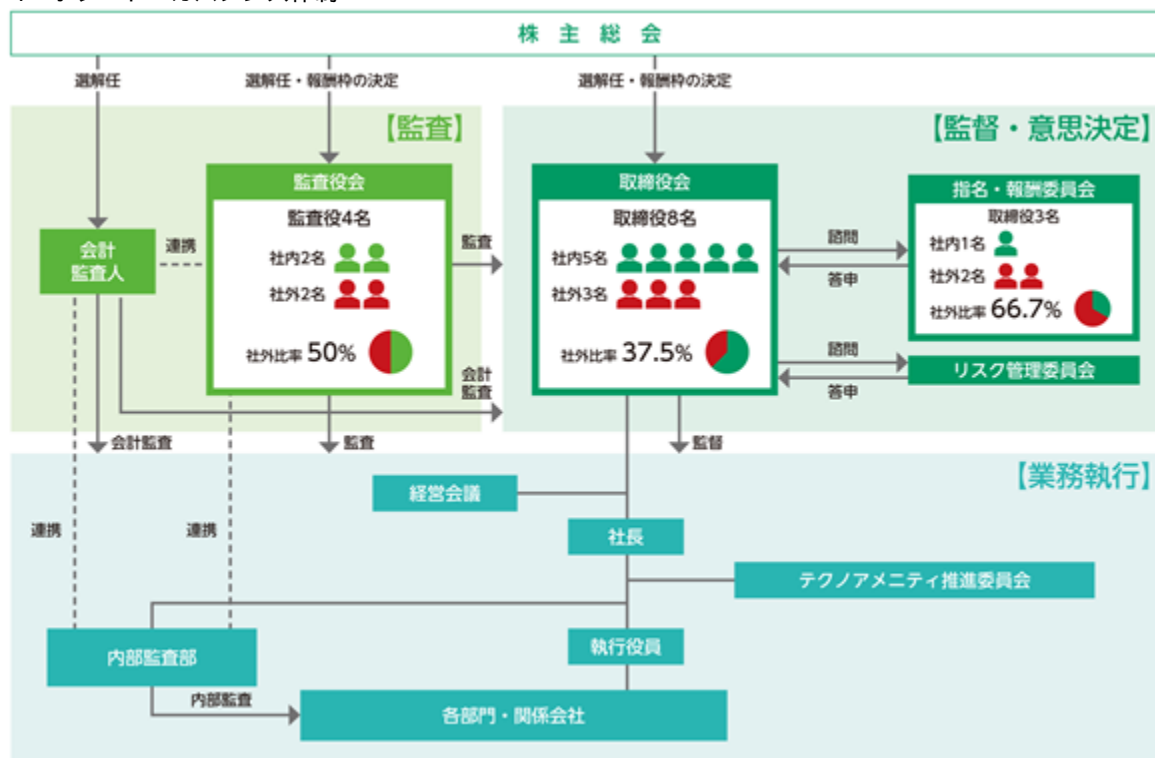 株主総会
選解任
選解任・報酬枠の決定
選解任・報酬枠の決定
【監査】
【監督・意思決定】
監査役会
監査役4名
社内2名
社外2名
社外比率 50%
取締役会
取締役8名
社内5名
社外3名
社外比率 37.5%
指名・報酬委員会
取締役3名
社内1名
社外2名
社外比率 66.7%
会計
監査人
連携
監査
諮問
答申
会計
監査
諮問
答申
リスク管理委員会
会計監査
監査
監督
【業務執行】
経営会議
社長
連携
連携
テクノアメニティ推進委員会
内部監査部
執行役員
内部監査
各部門・関係会社